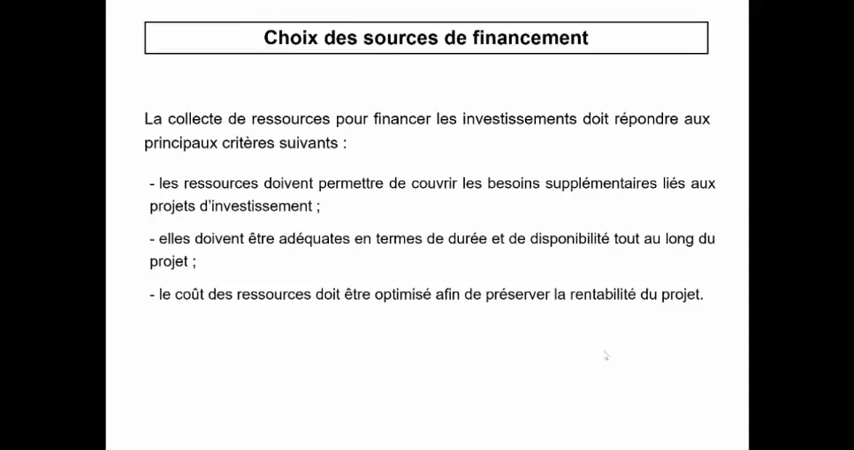 Choix des sources de financement
La collecte de ressources pour financer les investissements doit répondre aux
principaux critères suivants :
- les ressources doivent permettre de couvrir les besoins supplémentaires liés aux
projets d’investissement ;
- elles doivent être adéquates en termes de durée et de disponibilité tout au long du
projet ;
- le coût des ressources doit être optimisé afin de préserver la rentabilité du projet.